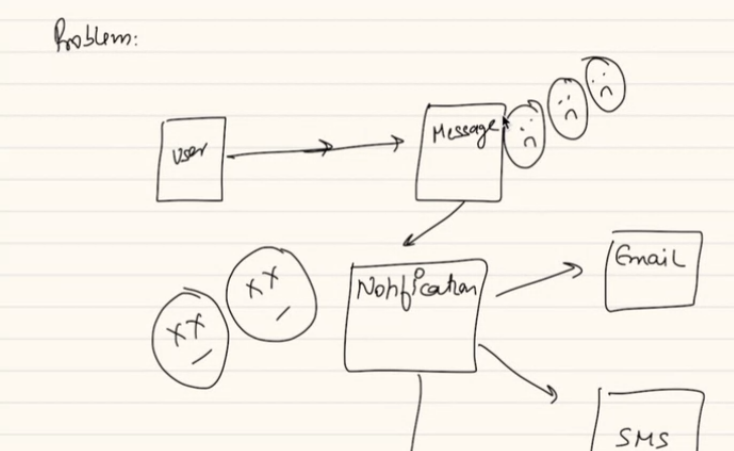 Problem:
User
Message
Notification
Email
SMS